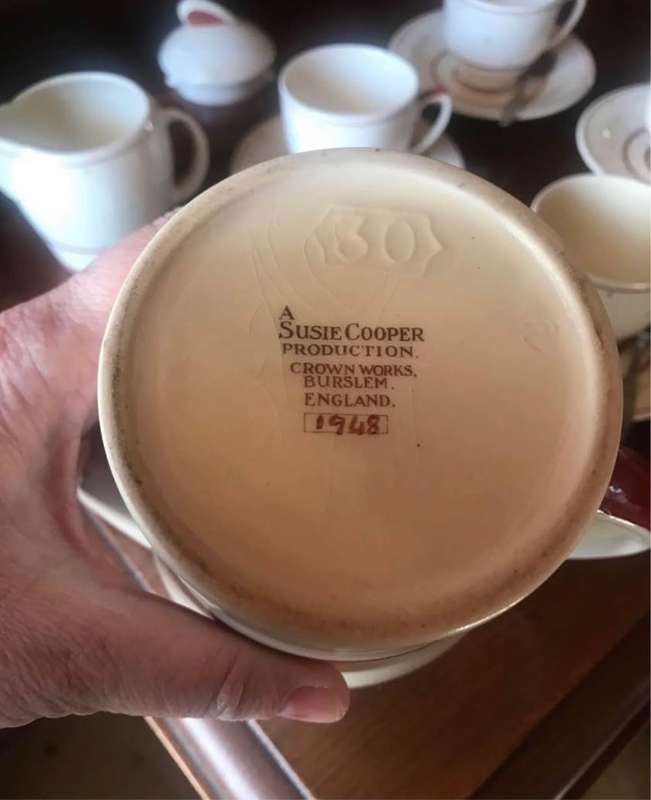 30
A
SUSIE COOPER
PRODUCTION.
CROWN WORKS,
BURSLEM.
ENGLAND.
1948